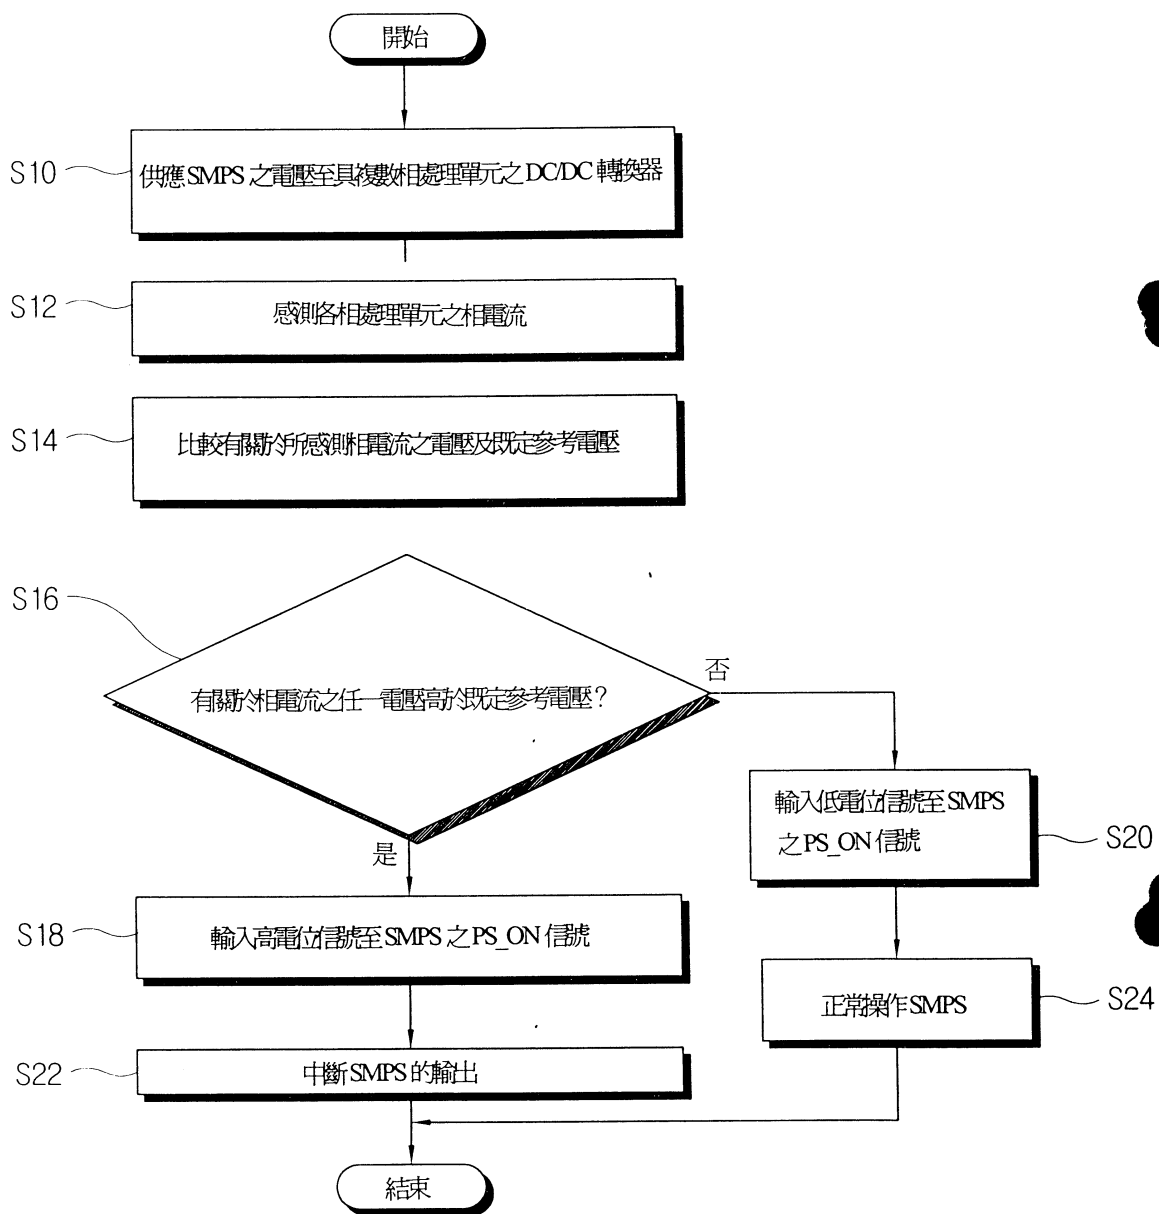 開始
S10
供應SMPS之電壓至具複數相處理單元之DC/DC轉換器
S12
感測各相處理單元之相電流
S14
比較有關於所感測相電流之電壓及既定參考電壓
S16
有關於相電流之任一電壓高於既定參考電壓？
否
是
輸入低電位信號至SMPS
之PS_ON信號
S20
S18
輸入高電位信號至SMPS之PS_ON信號
正常操作SMPS
S24
S22
中斷SMPS的輸出
結束